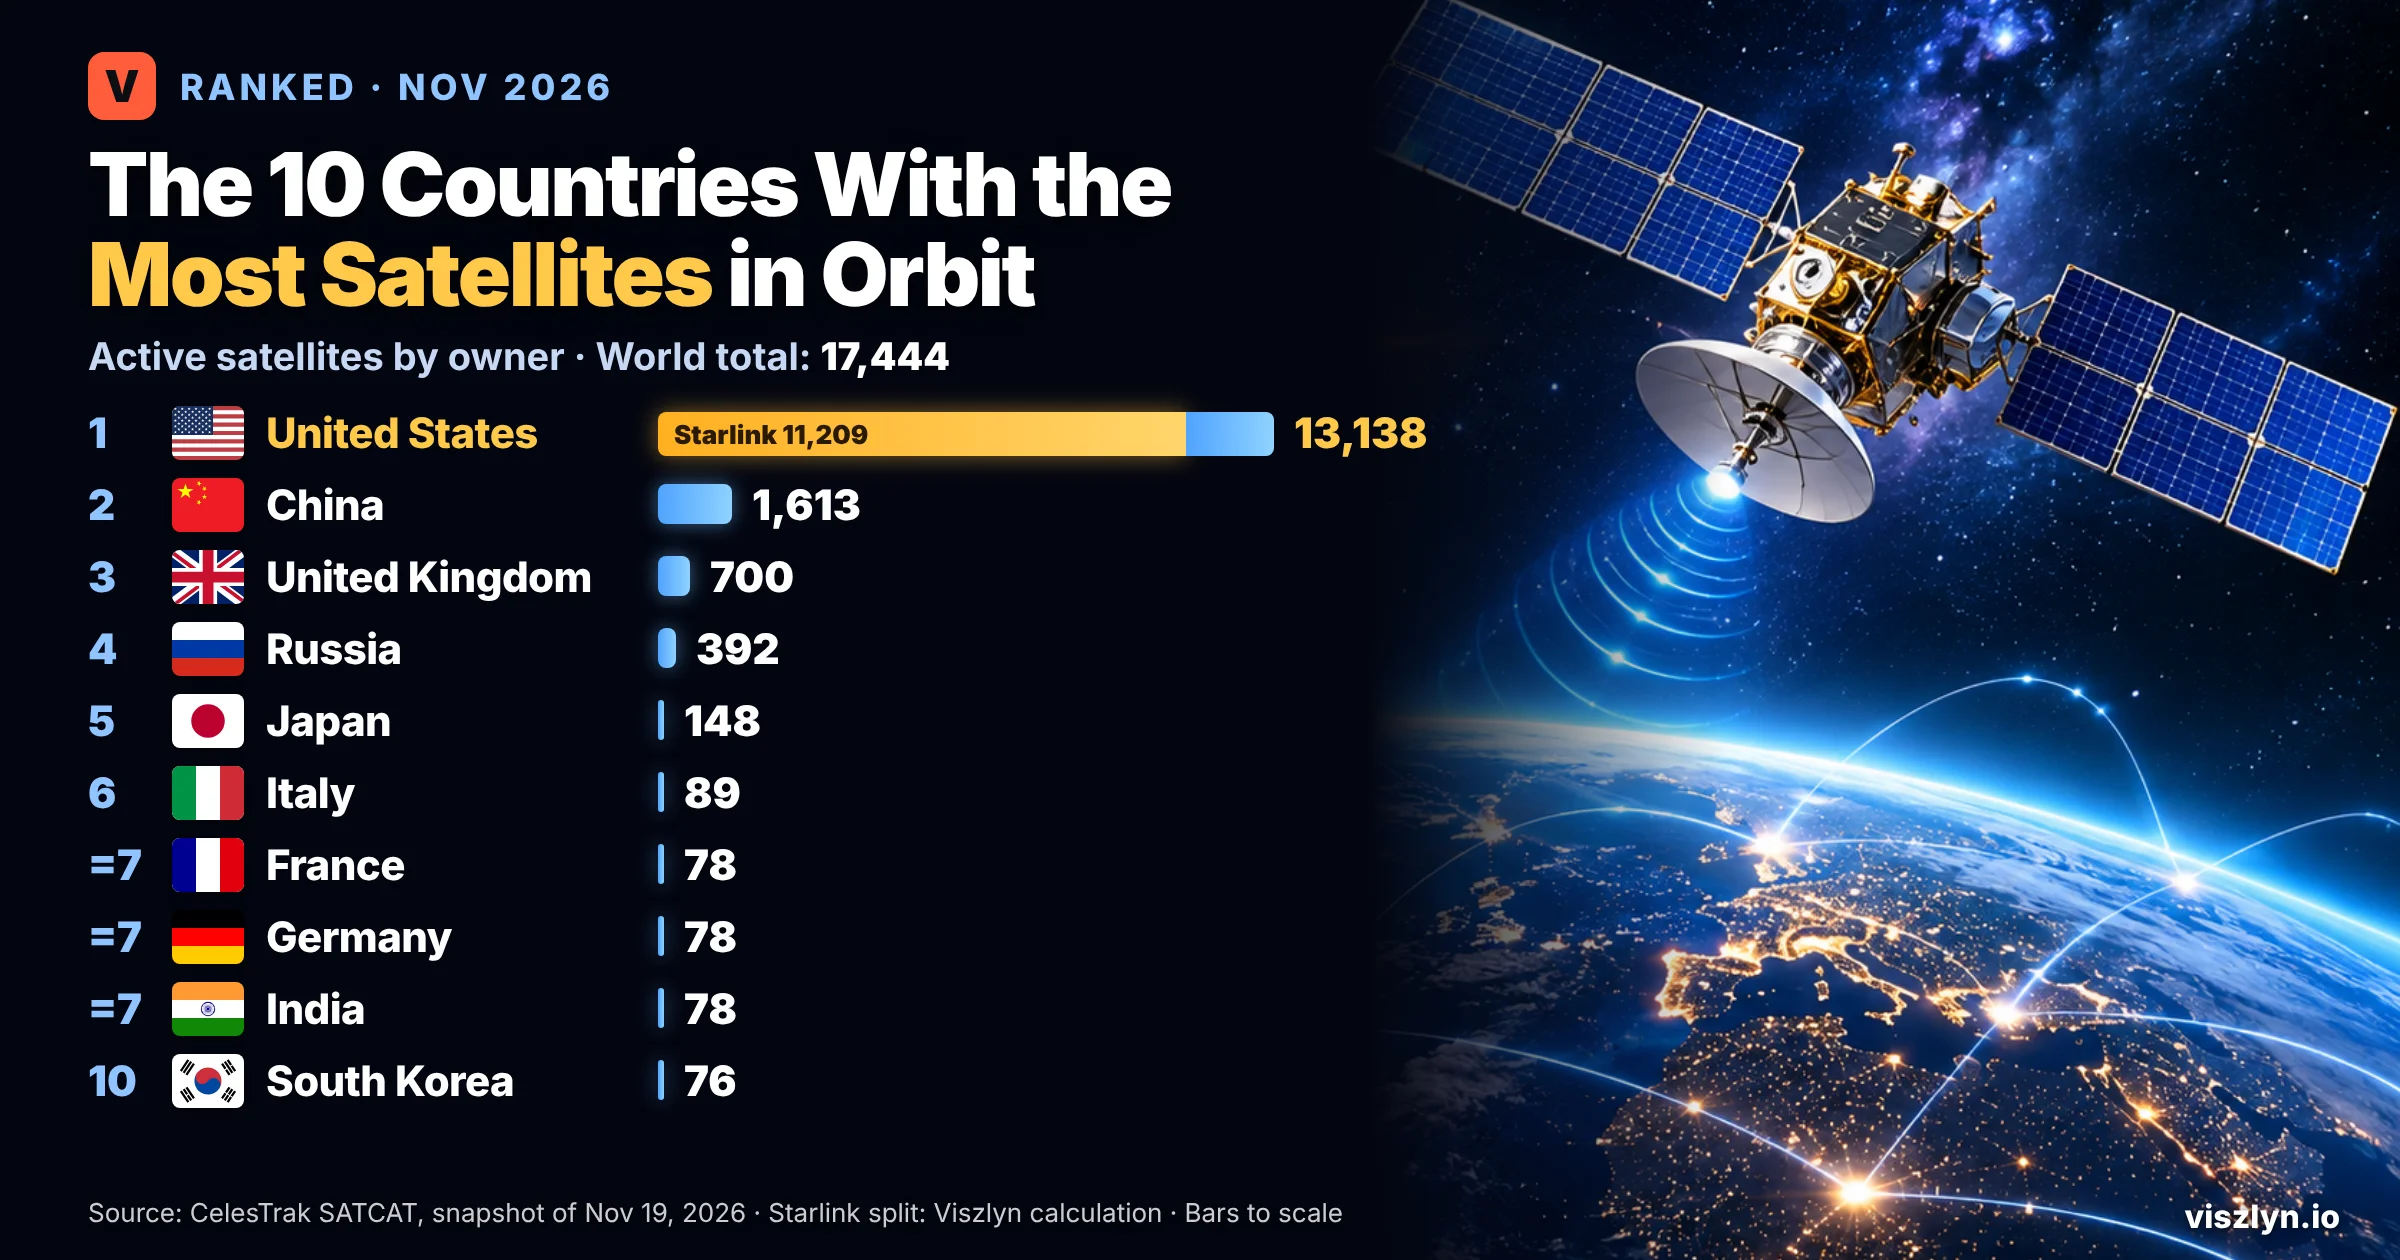 V RANKED · NOV 2026
The 10 Countries With the
Most Satellites in Orbit
Active satellites by owner · World total: 17,444
1 United States Starlink 11,209 13,138
2 China 1,613
3 United Kingdom 700
4 Russia 392
5 Japan 148
6 Italy 89
=7 France 78
=7 Germany 78
=7 India 78
10 South Korea 76
Source: CelesTrak SATCAT, snapshot of Nov 19, 2026 · Starlink split: Viszlyn calculation · Bars to scale
viszlyn.io